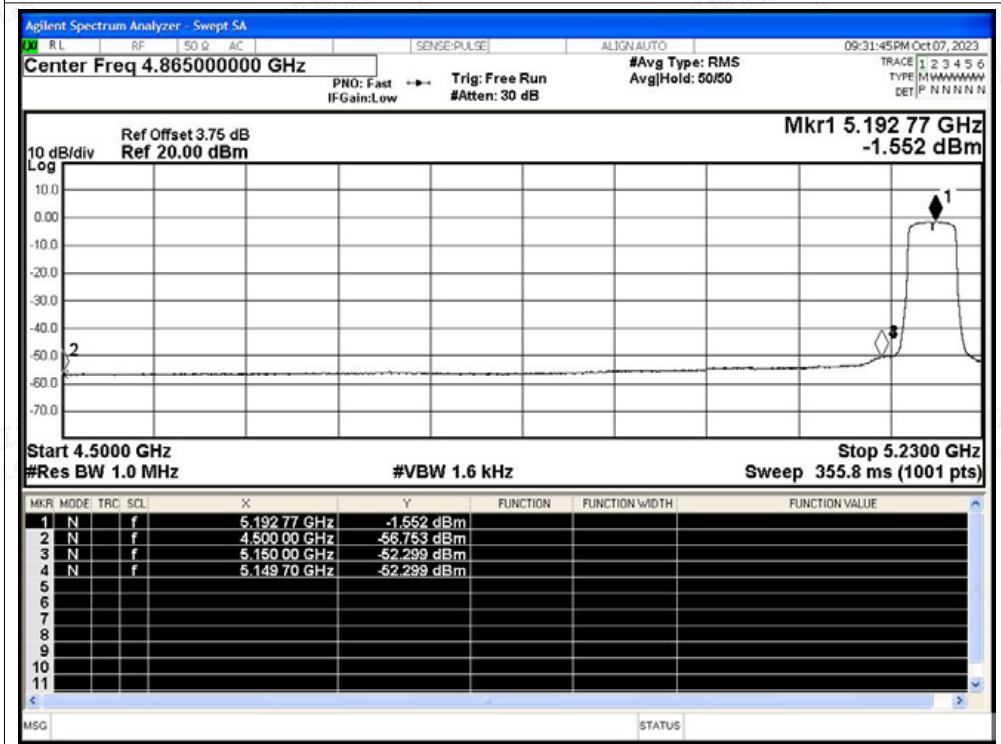 Agilent Spectrum Analyzer - Swept SA
RL RF 50 Ω AC SENSE:PULSE ALIGN AUTO 09:31:45 PM Oct 07, 2023
Center Freq 4.865000000 GHz #Avg Type: RMS TRACE 1 2 3 4 5 6
PNO: Fast Trig: Free Run Avg|Hold: 50/50 TYPE M
IFGain:Low #Atten: 30 dB DET P N N N N N
Mkr1 5.192 77 GHz
Ref Offset 3.75 dB
10 dB/div Ref 20.00 dBm -1.552 dBm
Log
10.0
1
0.00
-10.0
-20.0
-30.0
-40.0
3
-50.0
2
-60.0
-70.0
Start 4.5000 GHz Stop 5.2300 GHz
#Res BW 1.0 MHz #VBW 1.6 kHz Sweep 355.8 ms (1001 pts)
MKR MODE TRC SCL X Y FUNCTION FUNCTION WIDTH FUNCTION VALUE
1 N f 5.192 77 GHz -1.552 dBm
2 N f 4.500 00 GHz -56.753 dBm
3 N f 5.150 00 GHz -52.299 dBm
4 N f 5.149 70 GHz -52.299 dBm
5
6
7
8
9
10
11
MSG STATUS